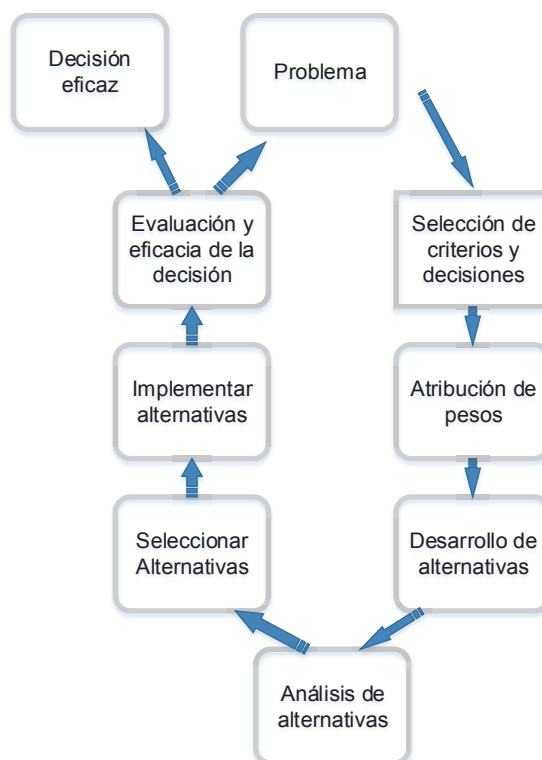 Decisión
eficaz
Problema
Evaluación y
eficacia de la
decisión
Selección de
criterios y
decisiones
Implementar
alternativas
Atribución de
pesos
Seleccionar
Alternativas
Desarrollo de
alternativas
Análisis de
alternativas